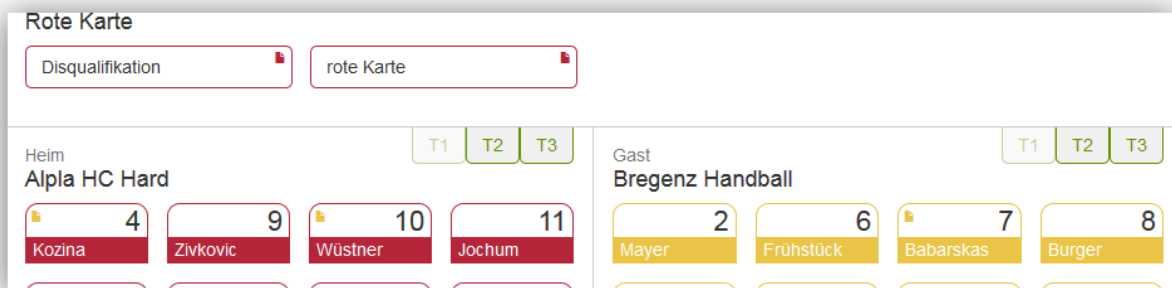 Rote Karte
Disqualifikation
rote Karte
Heim
T1 T2 T3
Alpla HC Hard
4 9 10 11
Kozina Zivkovic Wüstner Jochum
Gast
T1 T2 T3
Bregenz Handball
2 6 7 8
Mayer Frühstück Babarskas Burger